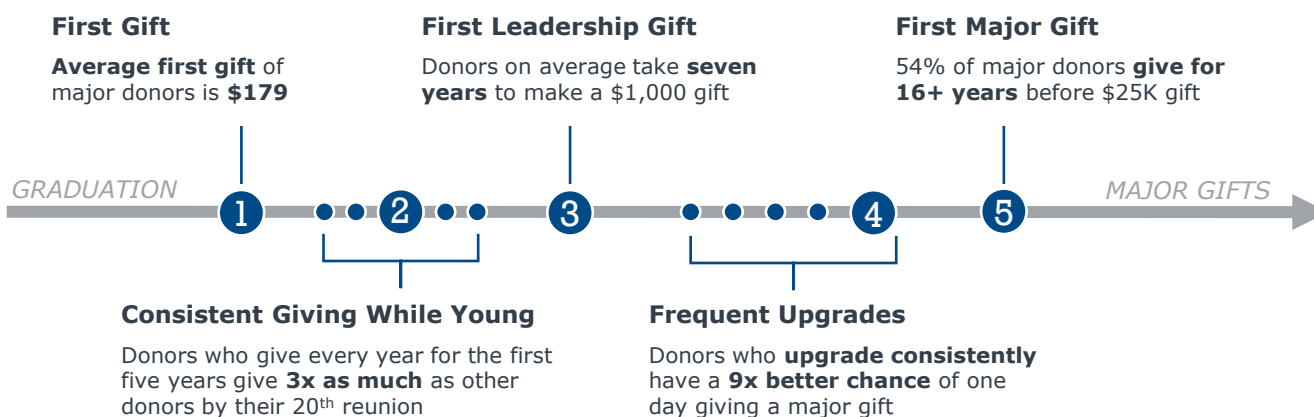 First Gift
Average first gift of
major donors is $179
First Leadership Gift
Donors on average take seven
years to make a $1,000 gift
First Major Gift
54% of major donors give for
16+ years before $25K gift
GRADUATION
1
2
3
4
5
MAJOR GIFTS
Consistent Giving While Young
Donors who give every year for the first
five years give 3x as much as other
donors by their 20th reunion
Frequent Upgrades
Donors who upgrade consistently
have a 9x better chance of one
day giving a major gift